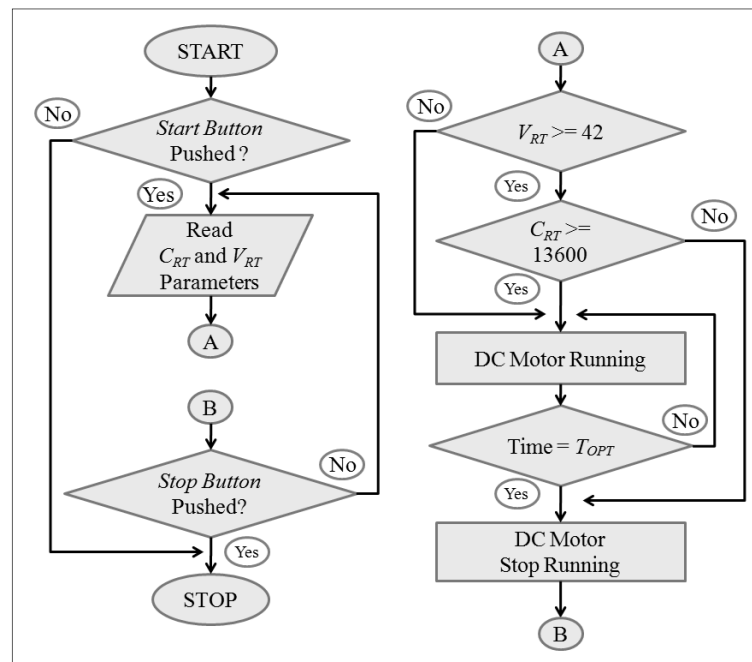 START
No
Start Button
Pushed ?
Yes
Read
CRT and VRT
Parameters
A
B
Stop Button
Pushed?
No
Yes
STOP
A
No
VRT >= 42
Yes
No
CRT >=
13600
Yes
DC Motor Running
No
Time = TOPT
Yes
DC Motor
Stop Running
B